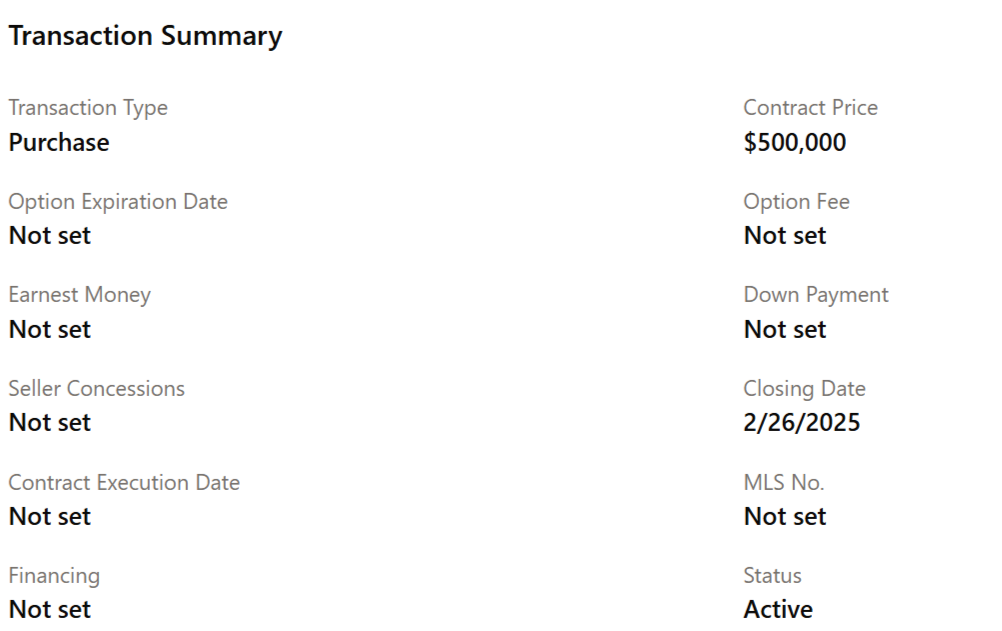 Transaction Summary
Transaction Type
Purchase
Contract Price
$500,000
Option Expiration Date
Not set
Option Fee
Not set
Earnest Money
Not set
Down Payment
Not set
Seller Concessions
Not set
Closing Date
2/26/2025
Contract Execution Date
Not set
MLS No.
Not set
Financing
Not set
Status
Active